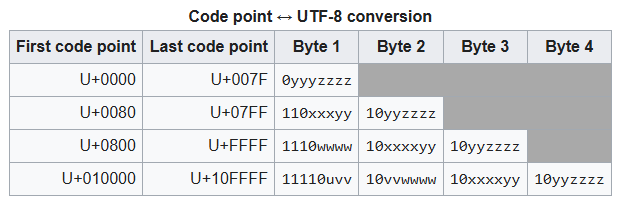 Code point ↔ UTF-8 conversion
First code point Last code point Byte 1 Byte 2 Byte 3 Byte 4
U+0000 U+007F 0yyyzzzz
U+0080 U+07FF 110xxxyy 10yyzzzz
U+0800 U+FFFF 1110wwww 10xxxxyy 10yyzzzz
U+010000 U+10FFFF 11110uvv 10vvwwww 10xxxxyy 10yyzzzz